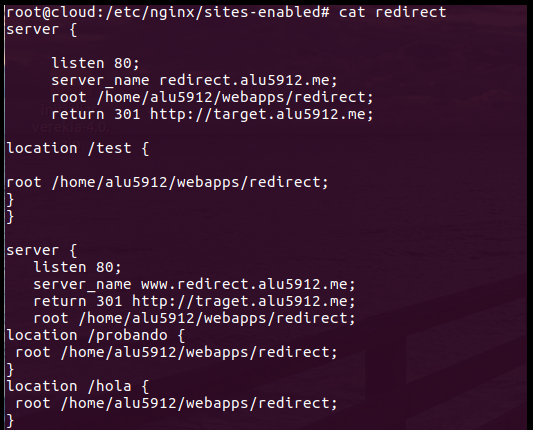 root@cloud:/etc/nginx/sites-enabled# cat redirect
server {
listen 80;
server_name redirect.alu5912.me;
root /home/alu5912/webapps/redirect;
return 301 http://target.alu5912.me;
location /test {
root /home/alu5912/webapps/redirect;
}
}
server {
listen 80;
server_name www.redirect.alu5912.me;
return 301 http://traget.alu5912.me;
root /home/alu5912/webapps/redirect;
location /probando {
root /home/alu5912/webapps/redirect;
}
location /hola {
root /home/alu5912/webapps/redirect;
}